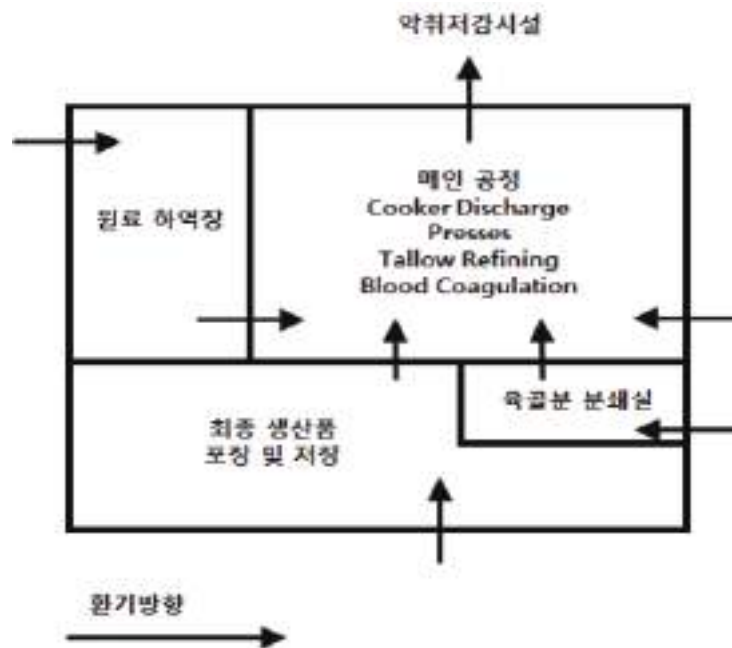 악취저감시설
메인 공정
Cooker Discharge
Presses
Tallow Refining
Blood Coagulation
원료 하역장
육골분 분쇄실
최종 생산품
포장 및 저장
환기방향